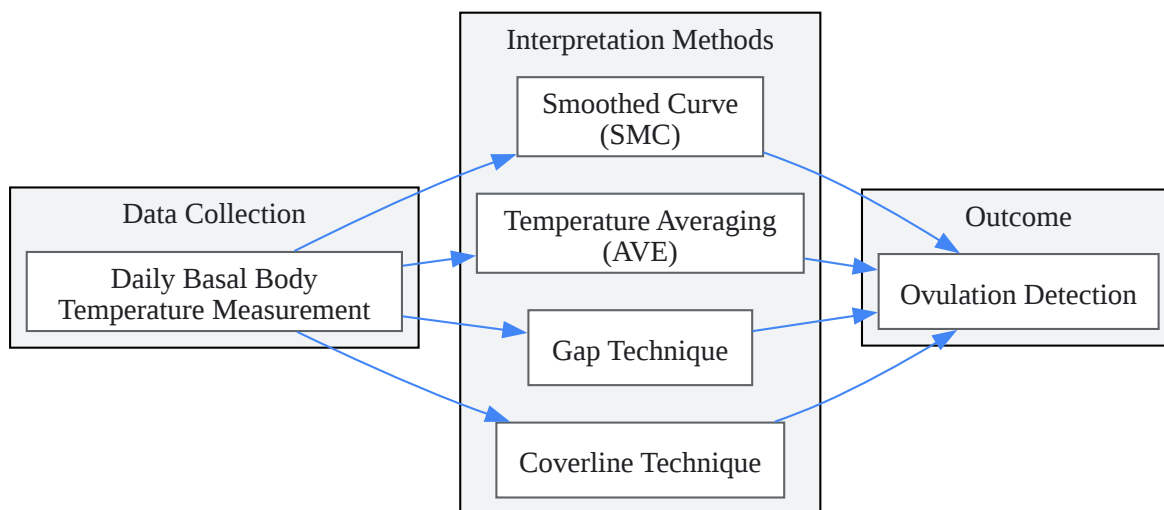 Data Collection
Daily Basal Body
Temperature Measurement
Interpretation Methods
Smoothed Curve
(SMC)
Temperature Averaging
(AVE)
Gap Technique
Coverline Technique
Outcome
Ovulation Detection